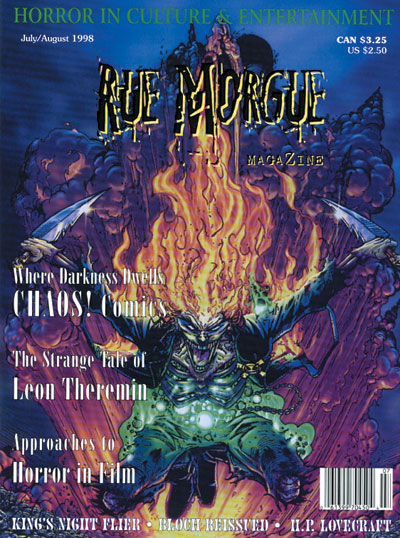 HORROR IN CULTURE & ENTERTAINMENT
July/August 1998
CAN $3.25
US $2.50
RUE MORGUE
MAGAZINE
Where Darkness Dwells
CHAOS! Comics
The Strange Tale of
Leon Theremin
Approaches to
Horror in Film
KING'S NIGHT FLIER • BLOCH REISSUED • H.P. LOVECRAFT